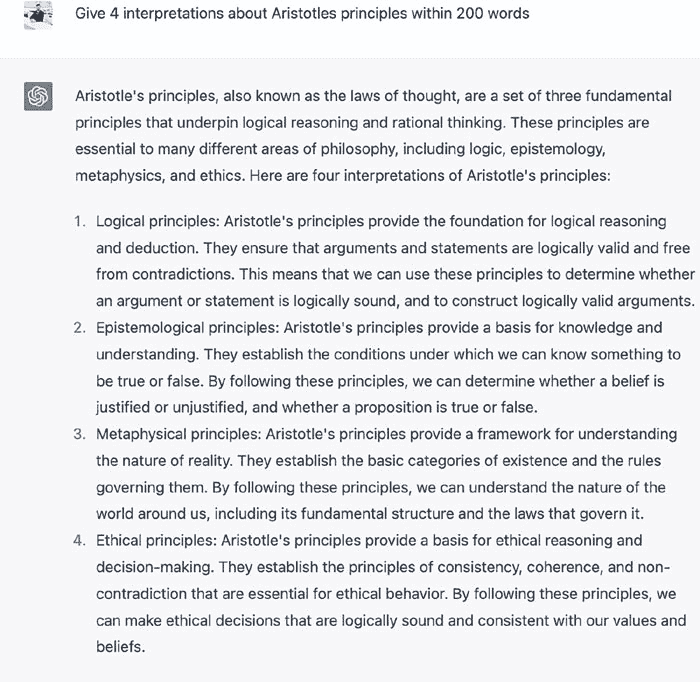 Give 4 interpretations about Aristotles principles within 200 words
Aristotle's principles, also known as the laws of thought, are a set of three fundamental
principles that underpin logical reasoning and rational thinking. These principles are
essential to many different areas of philosophy, including logic, epistemology,
metaphysics, and ethics. Here are four interpretations of Aristotle's principles:
1. Logical principles: Aristotle's principles provide the foundation for logical reasoning
and deduction. They ensure that arguments and statements are logically valid and free
from contradictions. This means that we can use these principles to determine whether
an argument or statement is logically sound, and to construct logically valid arguments.
2. Epistemological principles: Aristotle's principles provide a basis for knowledge and
understanding. They establish the conditions under which we can know something to
be true or false. By following these principles, we can determine whether a belief is
justified or unjustified, and whether a proposition is true or false.
3. Metaphysical principles: Aristotle's principles provide a framework for understanding
the nature of reality. They establish the basic categories of existence and the rules
governing them. By following these principles, we can understand the nature of the
world around us, including its fundamental structure and the laws that govern it.
4. Ethical principles: Aristotle's principles provide a basis for ethical reasoning and
decision-making. They establish the principles of consistency, coherence, and non-
contradiction that are essential for ethical behavior. By following these principles, we
can make ethical decisions that are logically sound and consistent with our values and
beliefs.